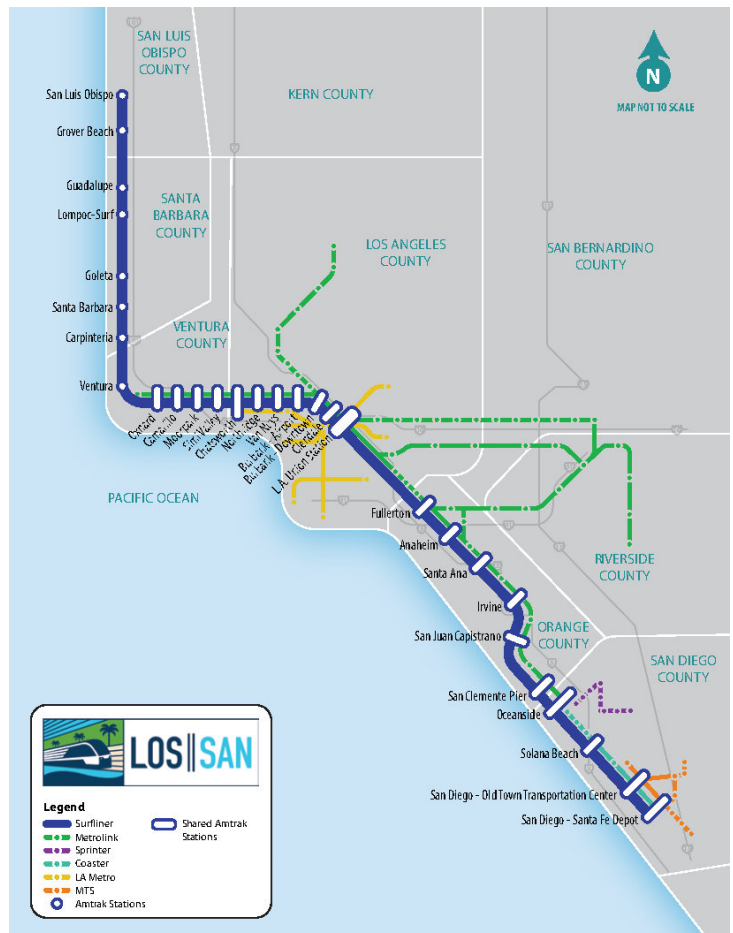 SAN LUIS
OBISPO
COUNTY
KERN COUNTY
N
MAP NOT TO SCALE
San Luis Obispo
Grover Beach
Guadalupe
Lompoc-Surf
SANTA
BARBARA
COUNTY
LOS ANGELES
COUNTY
SAN BERNARDINO
COUNTY
Goleta
Santa Barbara
Carpinteria
VENTURA
COUNTY
Ventura
Oxnard
Camarillo
Moorpark
Simi Valley
Chatsworth
Northridge
Van Nuys
Burbank Airport
Burbank Downtown
Glendale
L.A. Union Station
PACIFIC OCEAN
Fullerton
Anaheim
Santa Ana
RIVERSIDE
COUNTY
Irvine
San Juan Capistrano
ORANGE
COUNTY
SAN DIEGO
COUNTY
San Clemente Pier
Oceanside
Solana Beach
San Diego - Old Town Transportation Center
San Diego - Santa Fe Depot
LOS SAN
Legend
Surfliner
Metrolink
Sprinter
Coaster
LA Metro
MTS
Amtrak Stations
Shared Amtrak
Stations